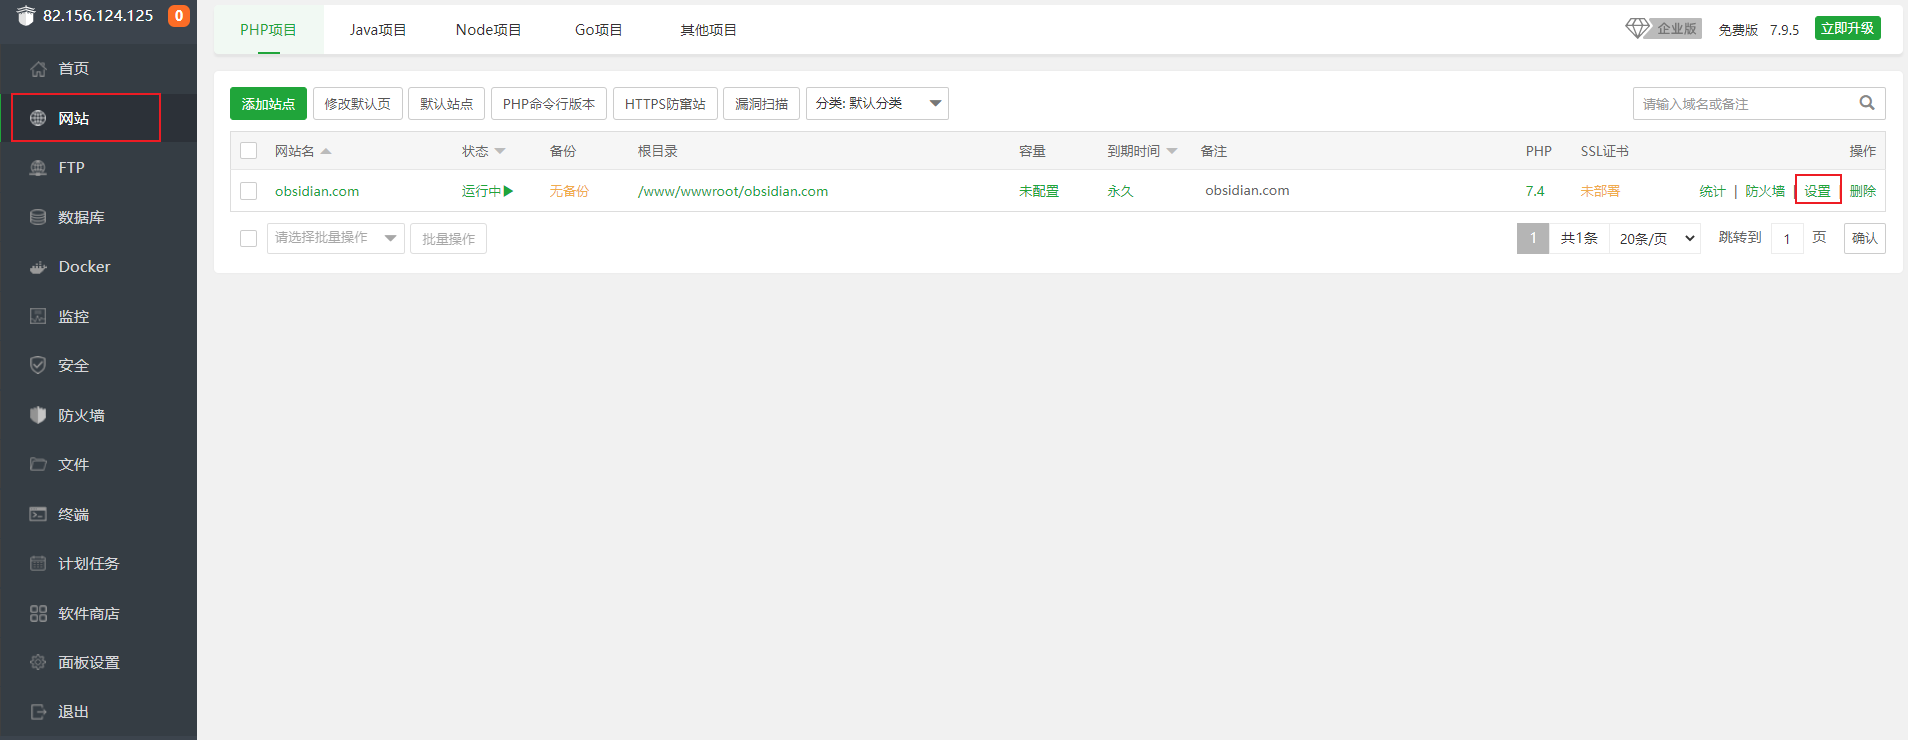 82.156.124.125 0
首页
网站
FTP
数据库
Docker
监控
安全
防火墙
文件
终端
计划任务
软件商店
面板设置
退出
PHP项目 Java项目 Node项目 Go项目 其他项目 企业版 免费版 7.9.5 立即升级
添加站点 修改默认页 默认站点 PHP命令行版本 HTTPS防窜站 漏洞扫描 分类: 默认分类 请输入域名或备注
网站名 状态 备份 根目录 容量 到期时间 备注 PHP SSL证书 操作
obsidian.com 运行中 无备份 /www/wwwroot/obsidian.com 未配置 永久 obsidian.com 7.4 未部署 统计 | 防火墙 | 设置 | 删除
请选择批量操作 批量操作 1 共1条 20条/页 跳转到 1 页 确认